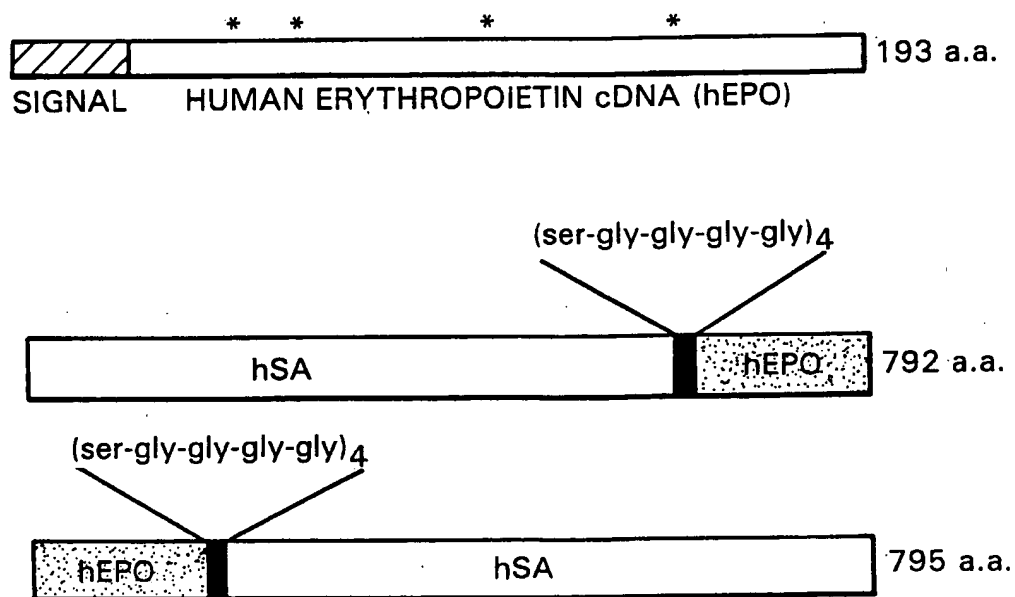 * * * *
193 a.a.
SIGNAL HUMAN ERYTHROPOIETIN cDNA (hEPO)
(ser-gly-gly-gly-gly)4
hSA hEPO 792 a.a.
(ser-gly-gly-gly-gly)4
hEPO hSA 795 a.a.